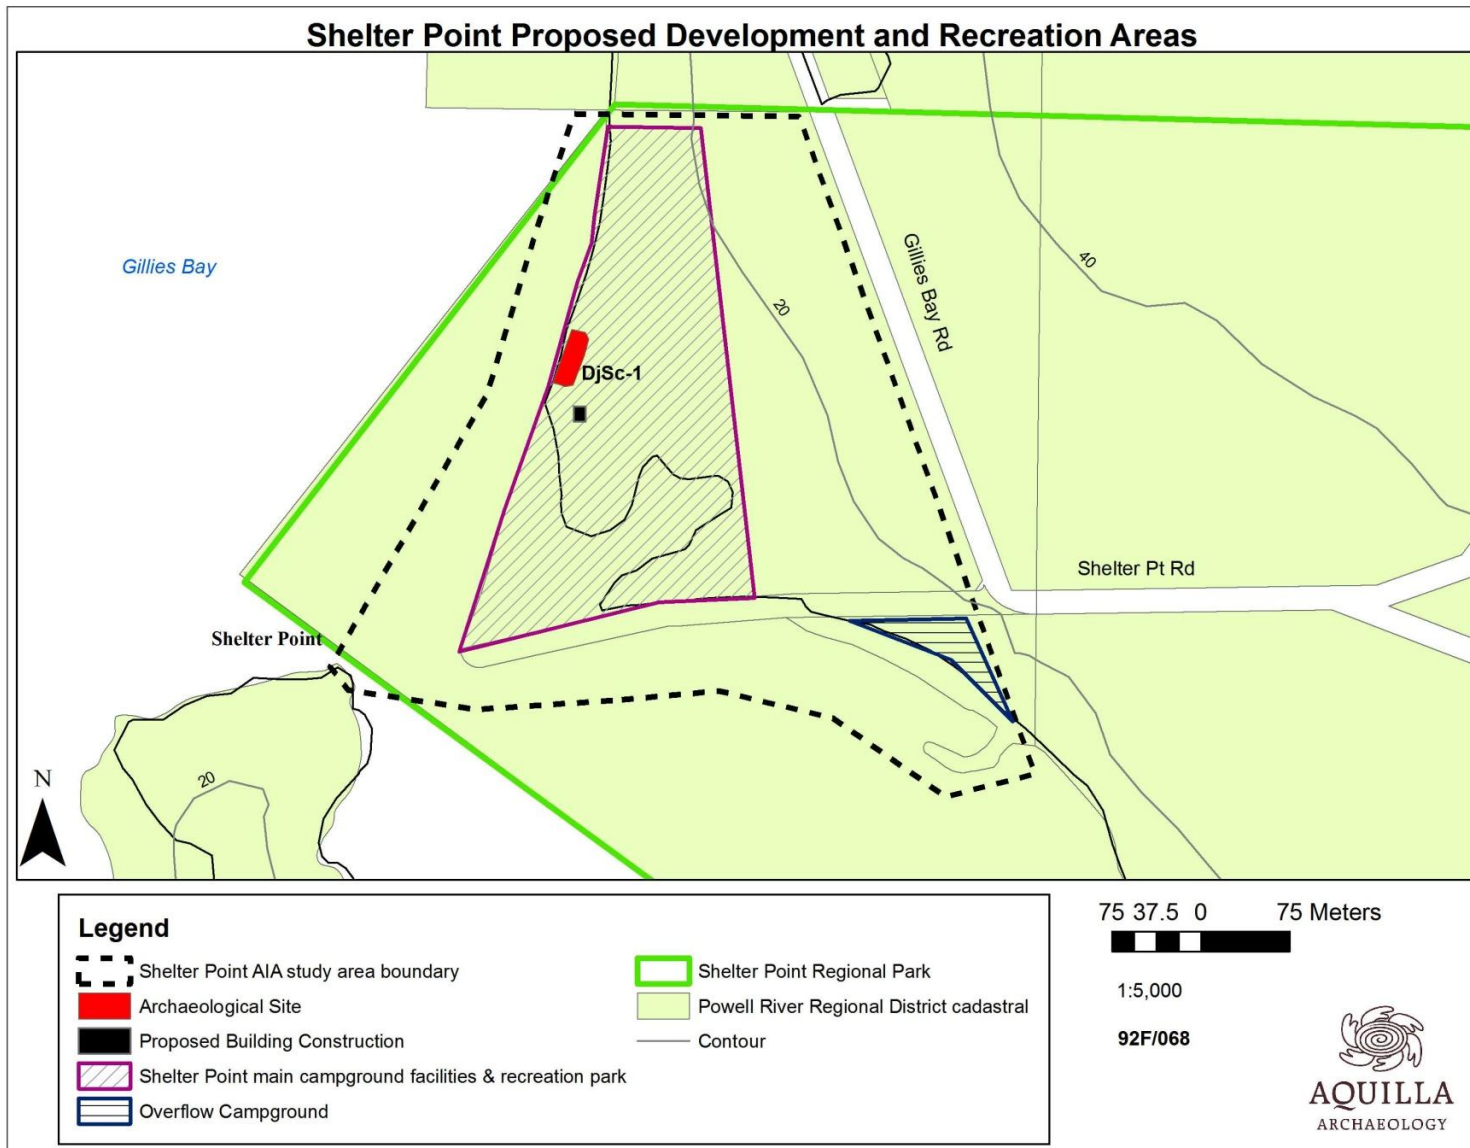 Shelter Point Proposed Development and Recreation Areas
Gillies Bay
Gillies Bay Rd
40
20
DjSc-1
Shelter Pt Rd
Shelter Point
20
N
Legend
Shelter Point AIA study area boundary
Archaeological Site
Proposed Building Construction
Shelter Point main campground facilities & recreation park
Overflow Campground
Shelter Point Regional Park
Powell River Regional District cadastral
Contour
75 37.5 0 75 Meters
1:5,000
92F/068
AQUILLA
ARCHAEOLOGY